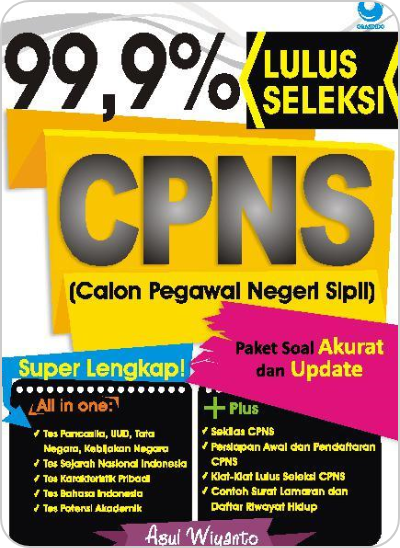 GRASINDO
99,9%
LULUS
SELEKSI
CPNS
(Calon Pegawai Negeri Sipil)
Paket Soal Akurat
dan Update
Super Lengkap!
All in one:
✓ Tes Pancasila, UUD, Tata
Negara, Kebijakan Negara
✓ Tes Sejarah Nasional Indonesia
✓ Tes Karakteristik Pribadi
✓ Tes Bahasa Indonesia
✓ Tes Potensi Akademik
+ Plus
✓ Sekilas CPNS
✓ Persiapan Awal dan Pendaftaran
CPNS
✓ Kiat-Kiat Lulus Seleksi CPNS
✓ Contoh Surat Lamaran dan
Daftar Riwayat Hidup
Asul Wiyanto